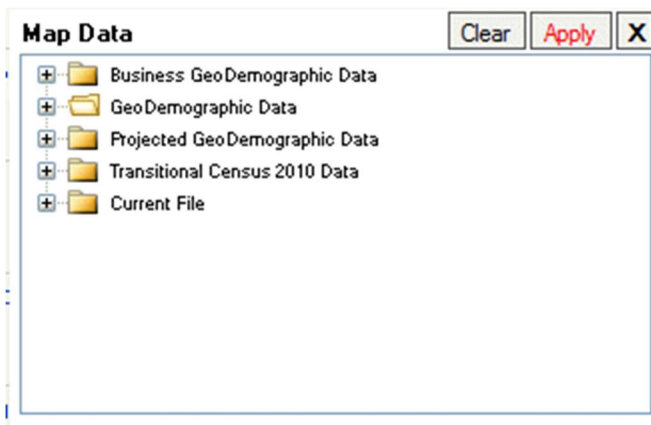 Map Data Clear Apply X
Business GeoDemographic Data
GeoDemographic Data
Projected GeoDemographic Data
Transitional Census 2010 Data
Current File